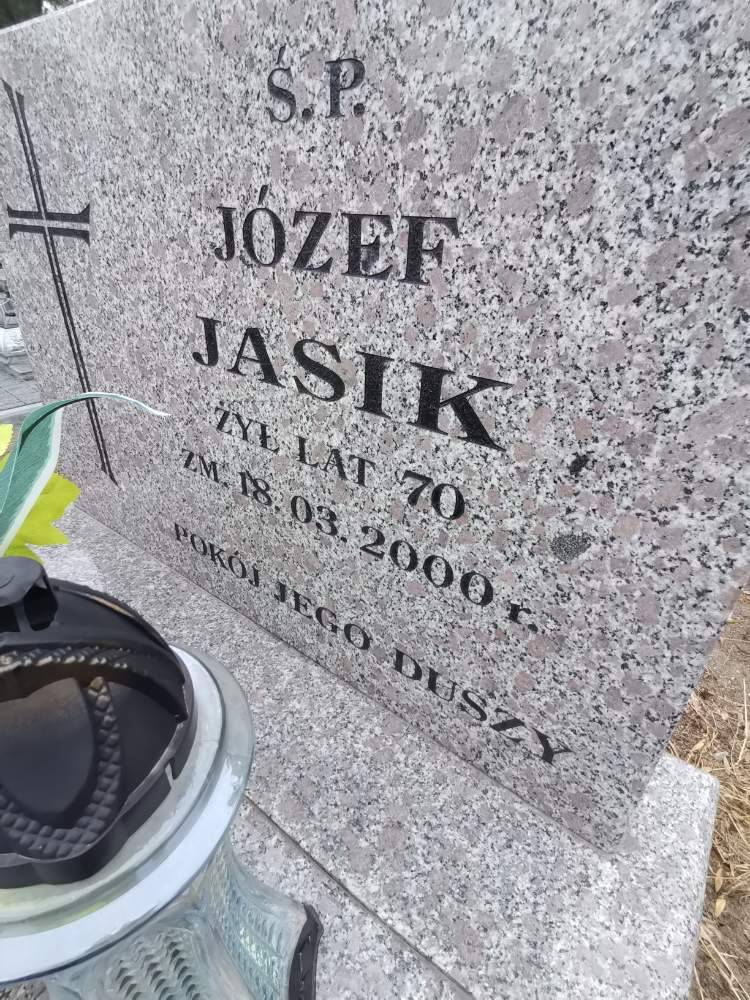 Ś.P.
JÓZEF
JASIK
ŻYŁ LAT 70
ZM. 18.03.2000 r.
POKÓJ JEGO DUSZY